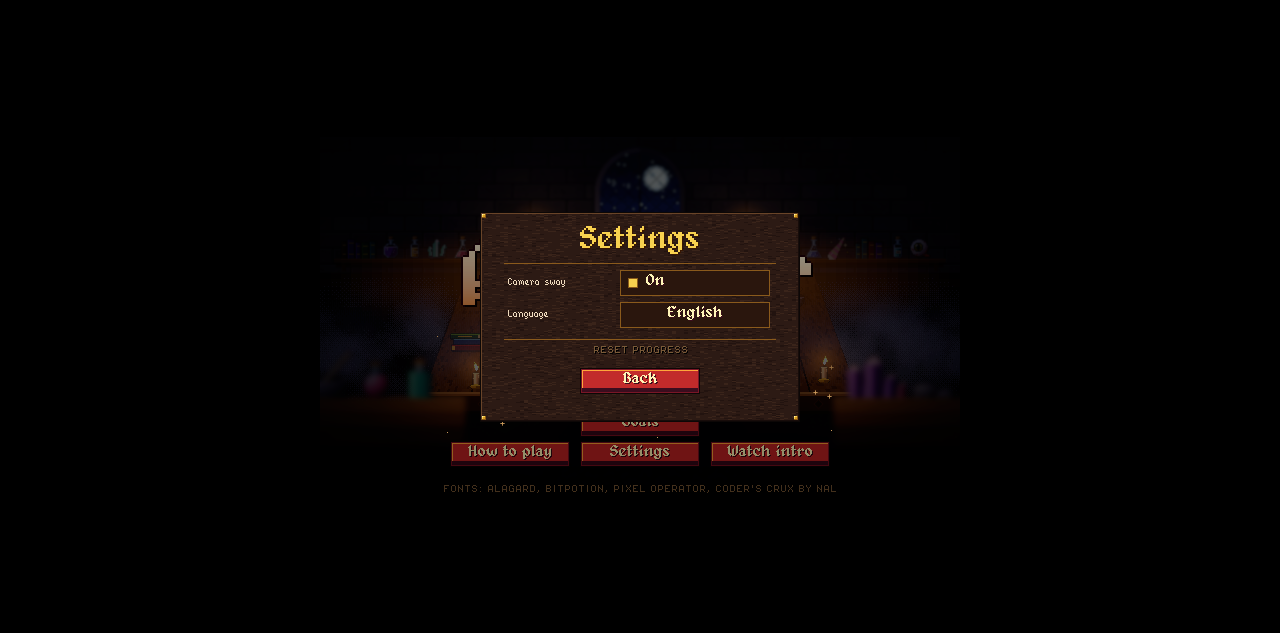 Settings
Camera sway On
Language English
RESET PROGRESS
Back
Goals
How to play Settings Watch intro
FONTS: ALAGARD, BITPOTION, PIXEL OPERATOR, CODER'S CRUX BY NAL